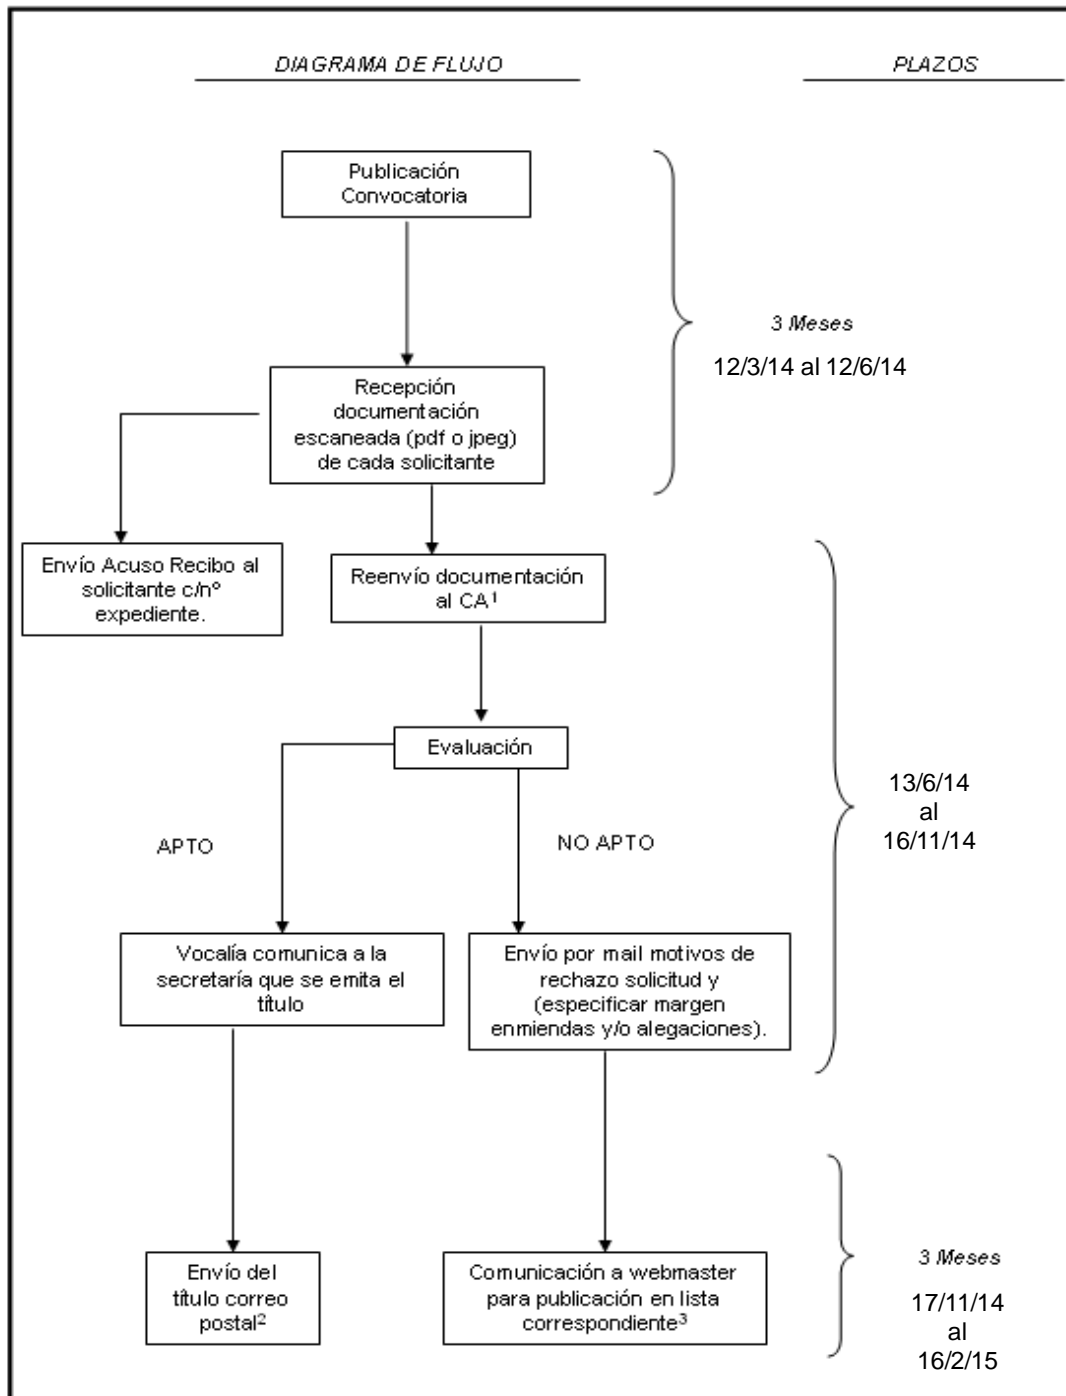 DIAGRAMA DE FLUJO
PLAZOS
Publicación
Convocatoria
3 Meses
12/3/14 al 12/6/14
Recepción
documentación
escaneada (pdf o jpeg)
de cada solicitante
Envío Acuso Recibo al
solicitante c/nº
expediente.
Reenvío documentación
al CA¹
Evaluación
13/6/14
al
16/11/14
APTO
NO APTO
Vocalía comunica a la
secretaría que se emita el
título
Envío por mail motivos de
rechazo solicitud y
(especificar margen
enmiendas y/o alegaciones).
Envío del
título correo
postal²
Comunicación a webmaster
para publicación en lista
correspondiente³
3 Meses
17/11/14
al
16/2/15